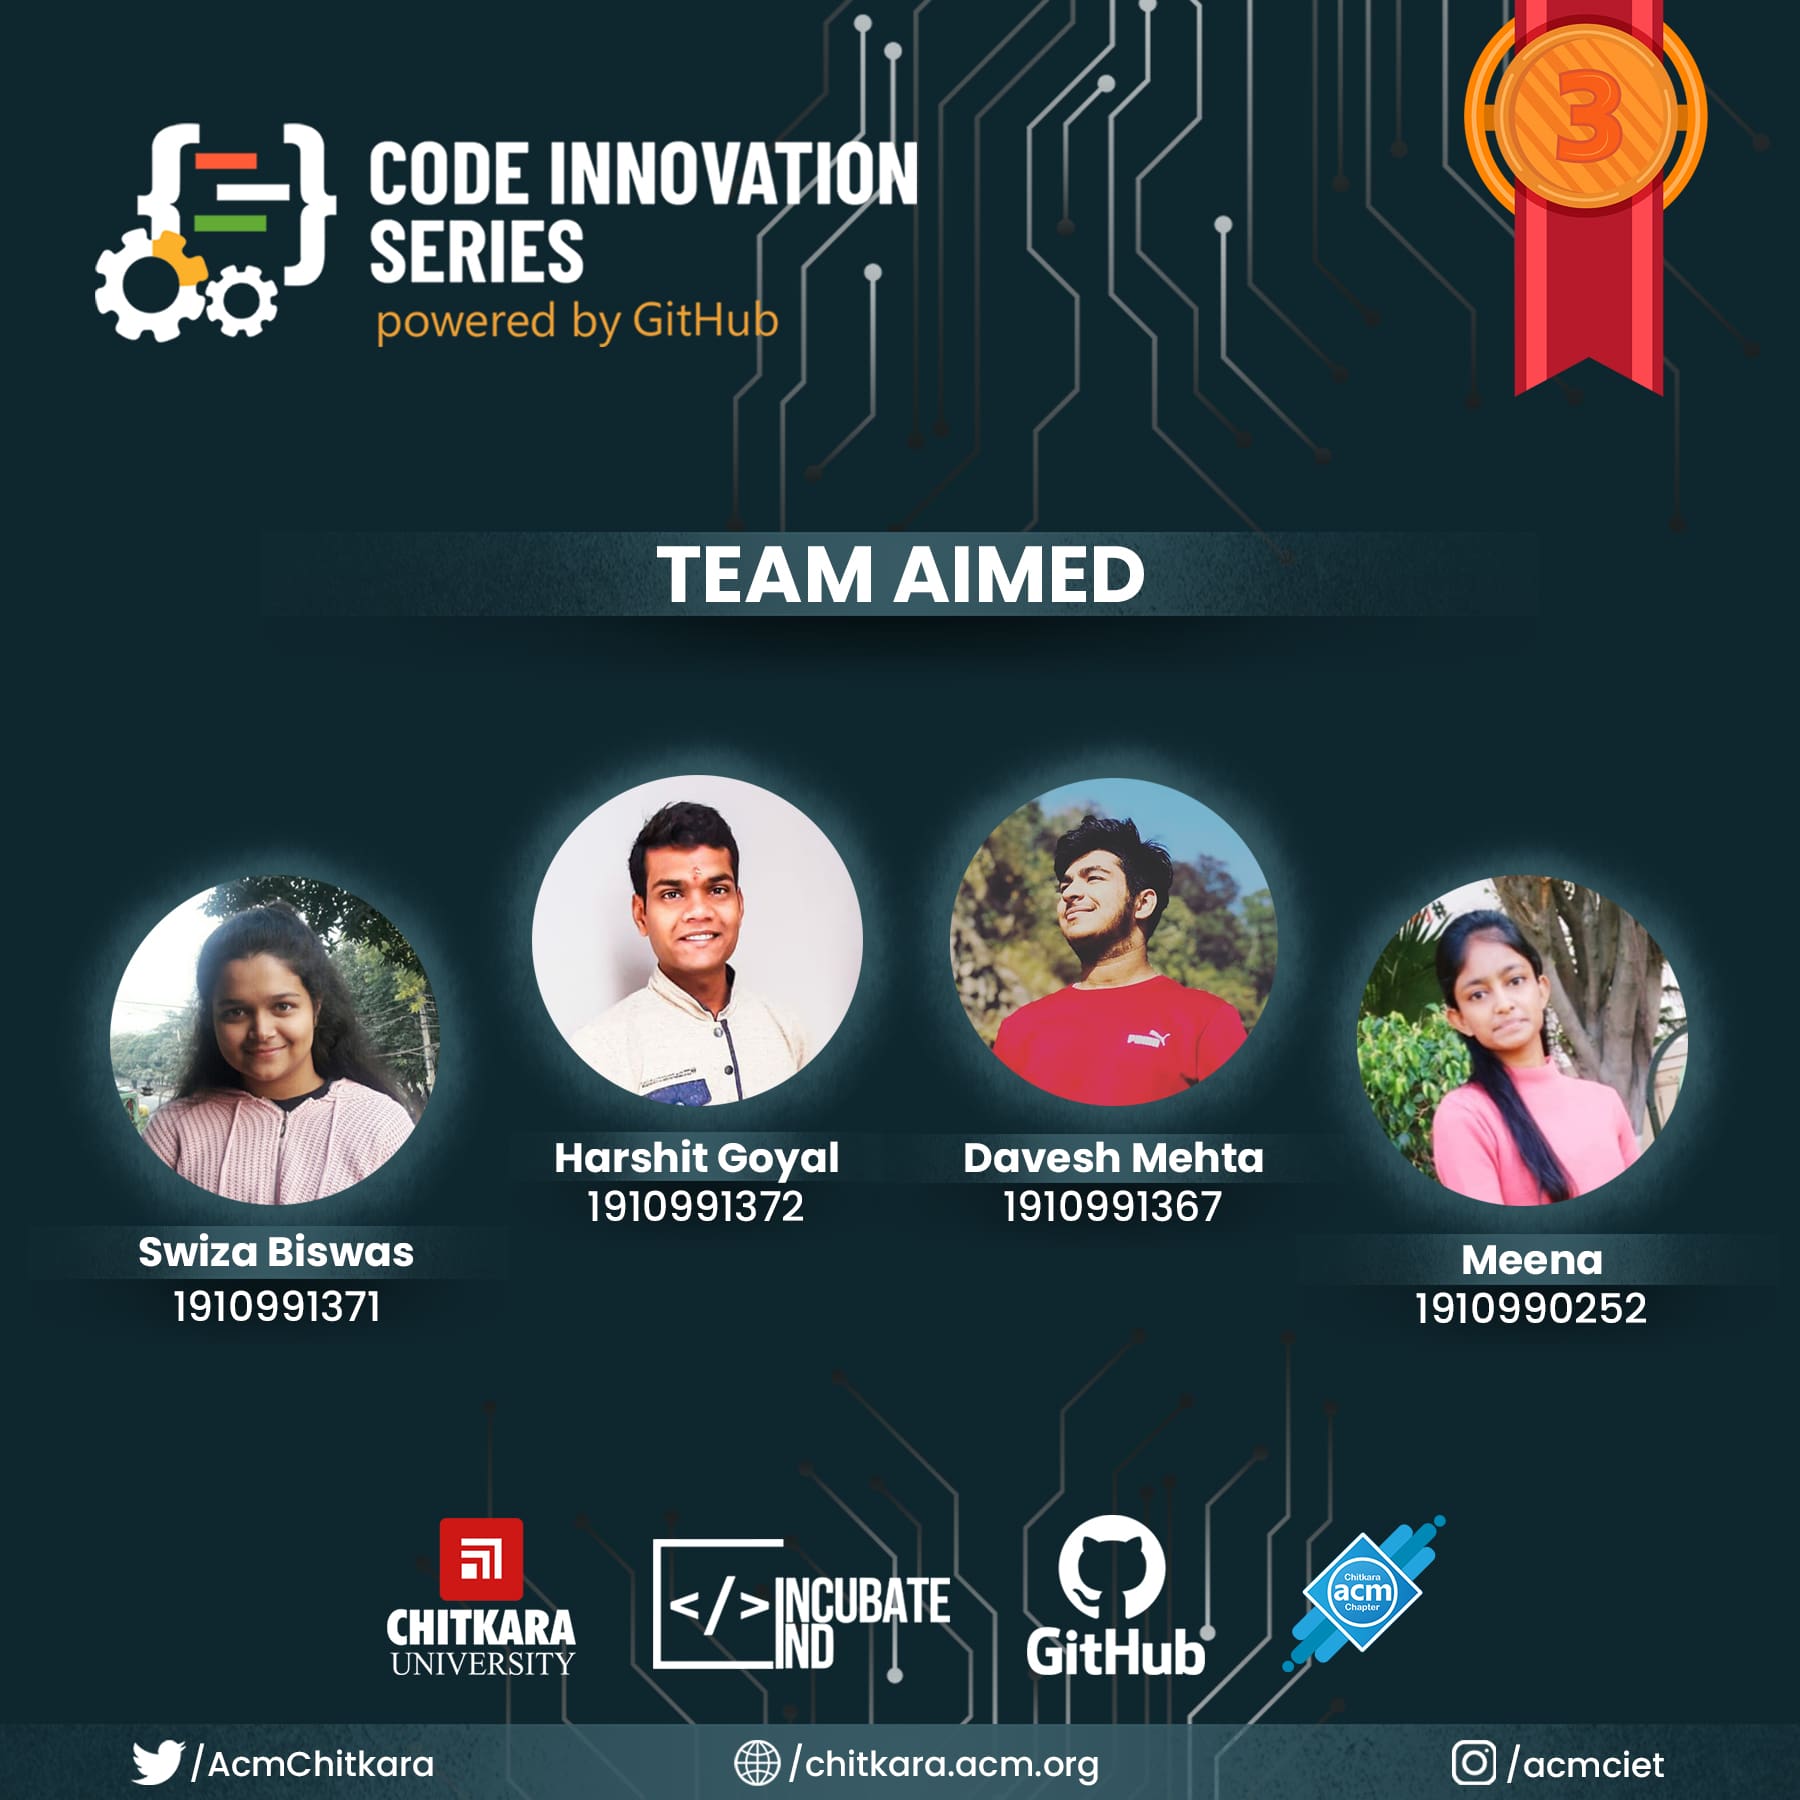 3
CODE INNOVATION
SERIES
powered by GitHub
TEAM AIMED
PUMA
Harshit Goyal
1910991372
Davesh Mehta
1910991367
Swiza Biswas
1910991371
Meena
1910990252
CHITKARA
UNIVERSITY
</> INCUBATE
IND
GitHub
Chitkara
acm
Chapter
/AcmChitkara
/chitkara.acm.org
/acmciet